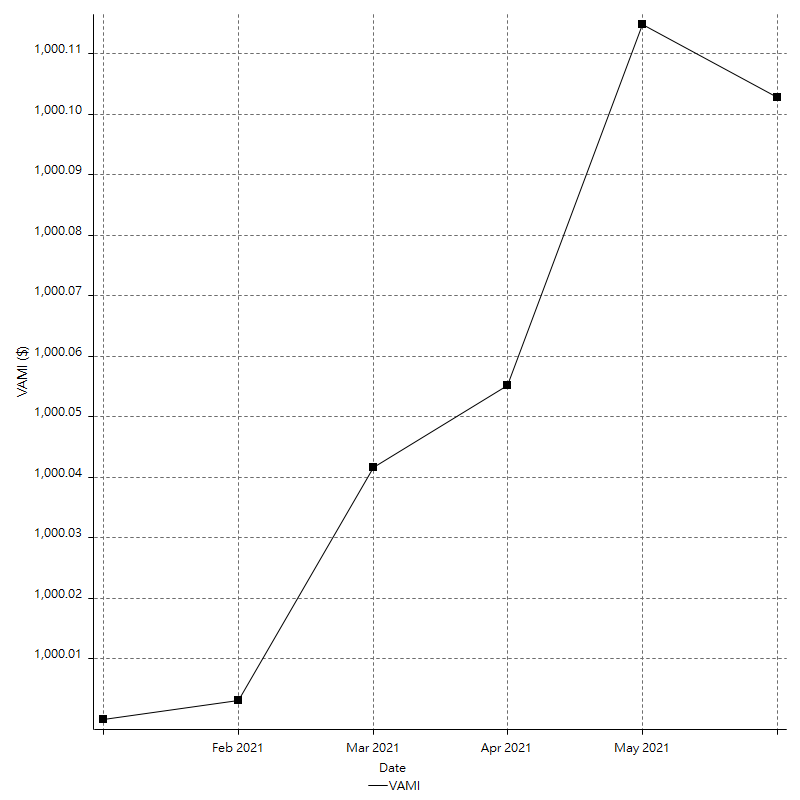 1,000.11
1,000.10
1,000.09
1,000.08
1,000.07
1,000.06
VAMI ($)
1,000.05
1,000.04
1,000.03
1,000.02
1,000.01
Feb 2021 Mar 2021 Apr 2021 May 2021
Date
VAMI